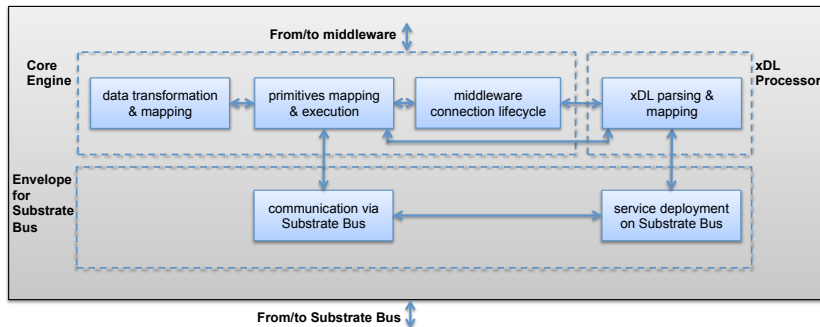 From/to middleware
Core
Engine
xDL
Processor
data transformation
& mapping
primitives mapping
& execution
middleware
connection lifecycle
xDL parsing &
mapping
Envelope
for
Substrate
Bus
communication via
Substrate Bus
service deployment
on Substrate Bus
From/to Substrate Bus